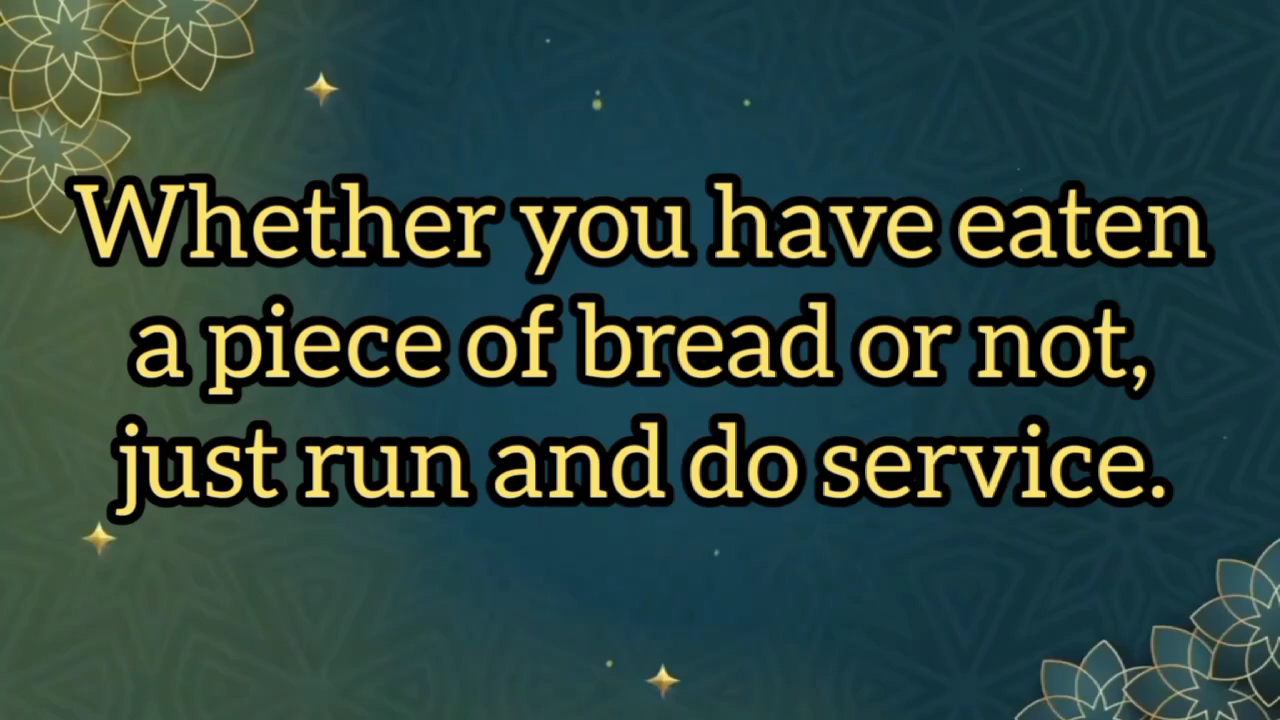 Whether you have eaten
a piece of bread or not,
just run and do service.